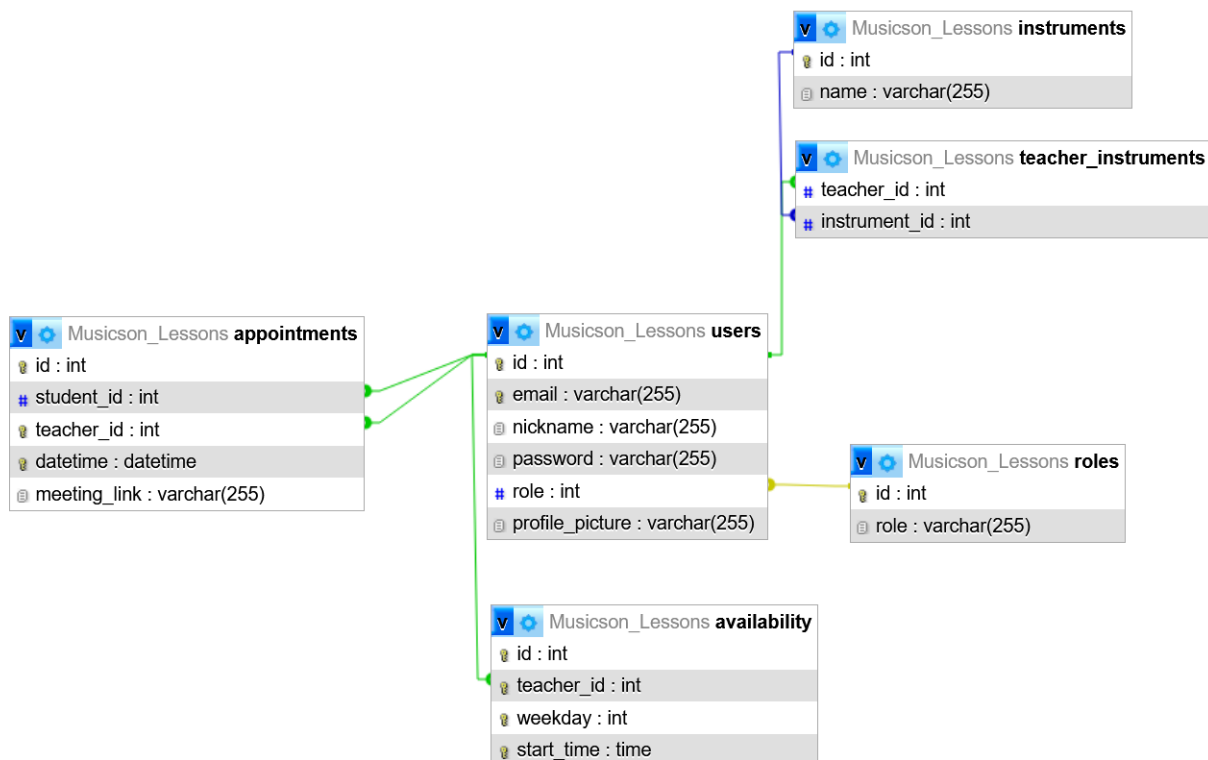 v Musicson_Lessons instruments
id : int
name : varchar(255)
v Musicson_Lessons teacher_instruments
# teacher_id : int
# instrument_id : int
v Musicson_Lessons appointments
id : int
# student_id : int
teacher_id : int
datetime : datetime
meeting_link : varchar(255)
v Musicson_Lessons users
id : int
email : varchar(255)
nickname : varchar(255)
password : varchar(255)
# role : int
profile_picture : varchar(255)
v Musicson_Lessons roles
id : int
role : varchar(255)
v Musicson_Lessons availability
id : int
teacher_id : int
weekday : int
start_time : time